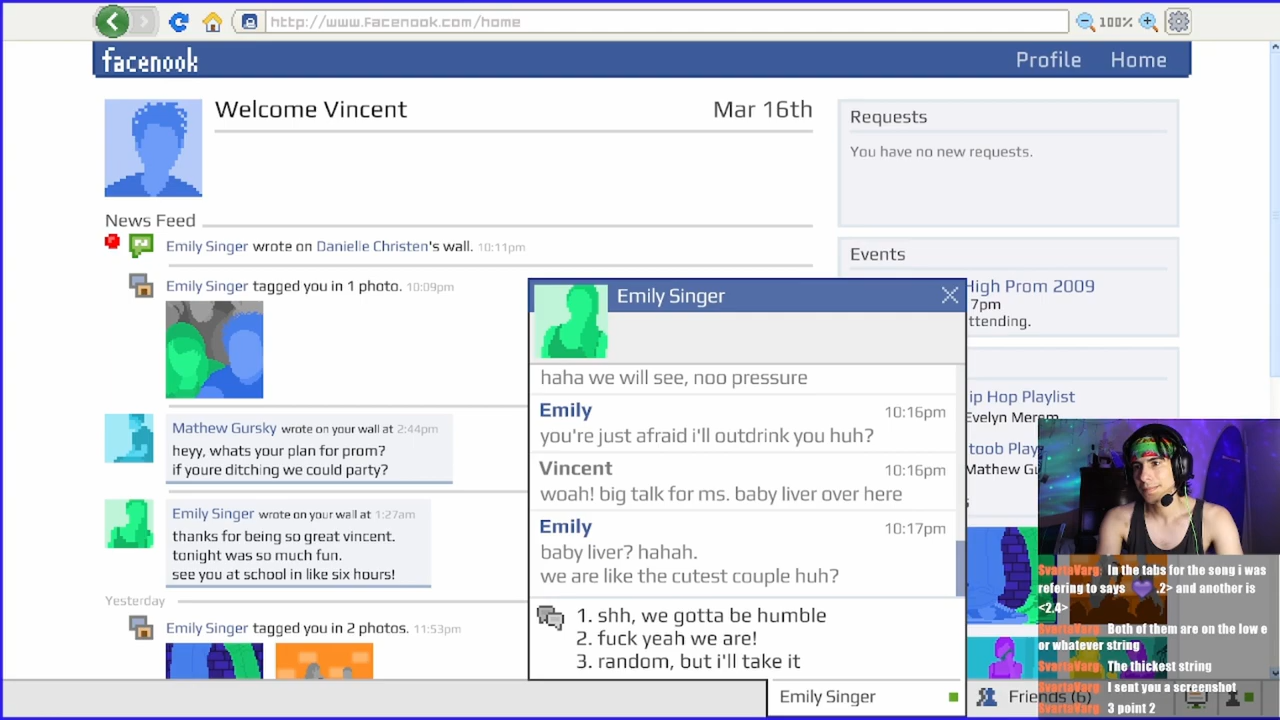 http://www.facenook.com/home
100%
facenook
Profile
Home
Welcome Vincent
Mar 16th
News Feed
Emily Singer wrote on Danielle Christen's wall. 10:11pm
Emily Singer tagged you in 1 photo. 10:09pm
Mathew Gursky wrote on your wall at 2:44pm
heyy, whats your plan for prom?
if youre ditching we could party?
Emily Singer wrote on your wall at 1:27am
thanks for being so great vincent.
tonight was so much fun.
see you at school in like six hours!
Yesterday
Emily Singer tagged you in 2 photos. 11:53pm
Requests
You have no new requests.
Events
High Prom 2009
7pm
ttending.
ip Hop Playlist
Evelyn Merem
toob Play
Mathew Gu
Emily Singer
haha we will see, noo pressure
Emily 10:16pm
you're just afraid i'll outdrink you huh?
Vincent 10:16pm
woah! big talk for ms. baby liver over here
Emily 10:17pm
baby liver? hahah.
we are like the cutest couple huh?
1. shh, we gotta be humble
2. fuck yeah we are!
3. random, but i'll take it
Emily Singer
Friends (6)
SvartaVarg: In the tabs for the song i was
refering to says 💜 .2> and another is
<2.4>
SvartaVarg: Both of them are on the low e
or whatever string
SvartaVarg: The thickest string
SvartaVarg: I sent you a screenshot
SvartaVarg: 3 point 2